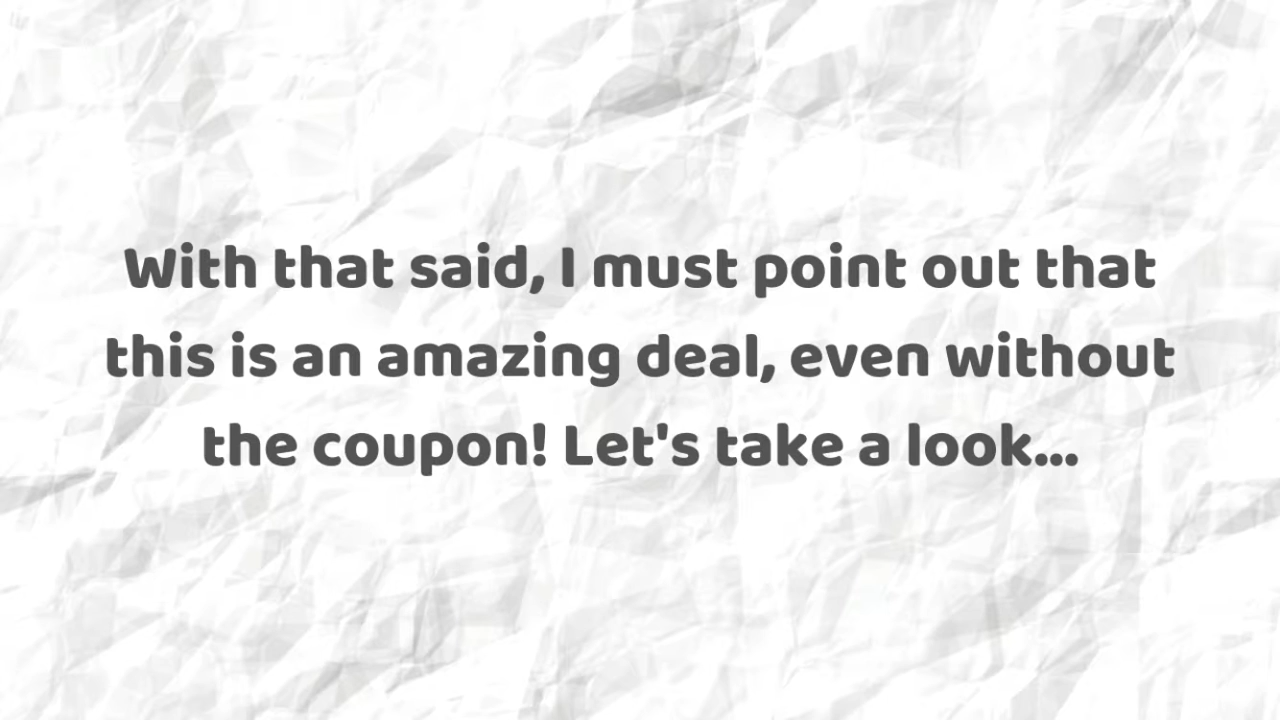 With that said, I must point out that
this is an amazing deal, even without
the coupon! Let's take a look...